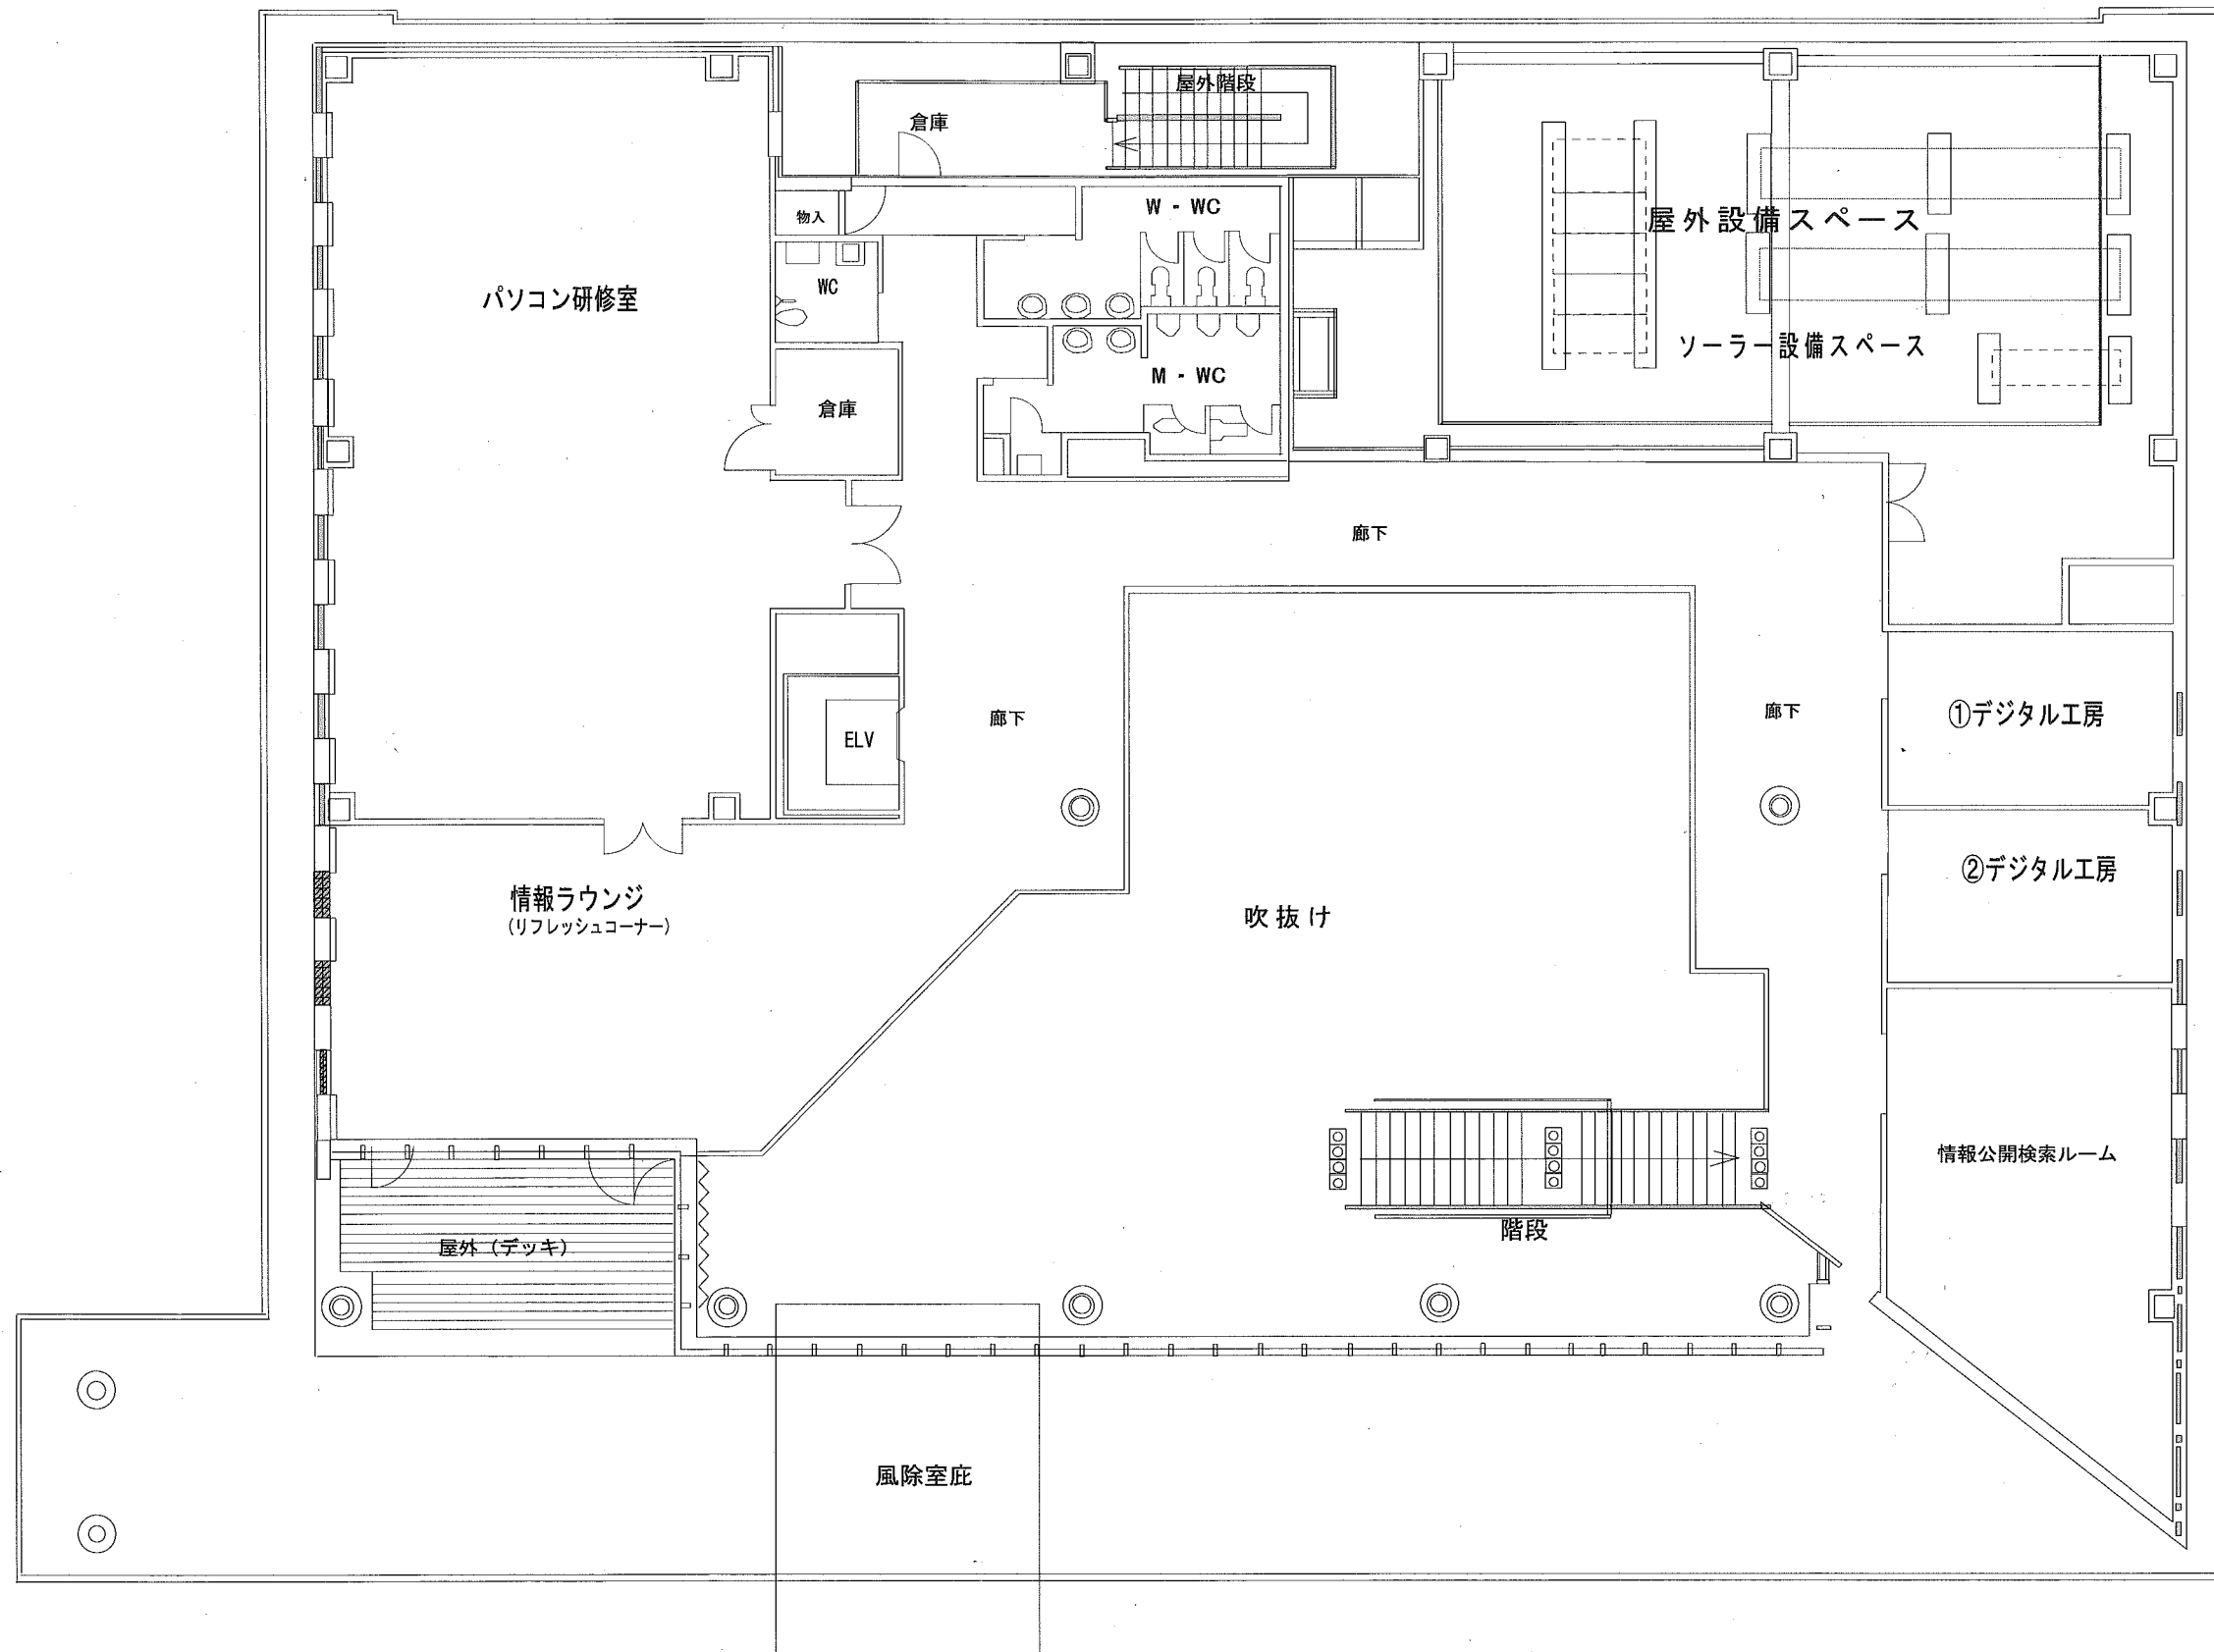 屋外階段
倉庫
物入
W - WC
屋外設備スペース
パソコン研修室
WC
ソーラー設備スペース
M - WC
倉庫
廊下
廊下
廊下
①デジタル工房
ELV
②デジタル工房
情報ラウンジ
(リフレッシュコーナー)
吹抜け
情報公開検索ルーム
階段
屋外（デッキ）
風除室庇